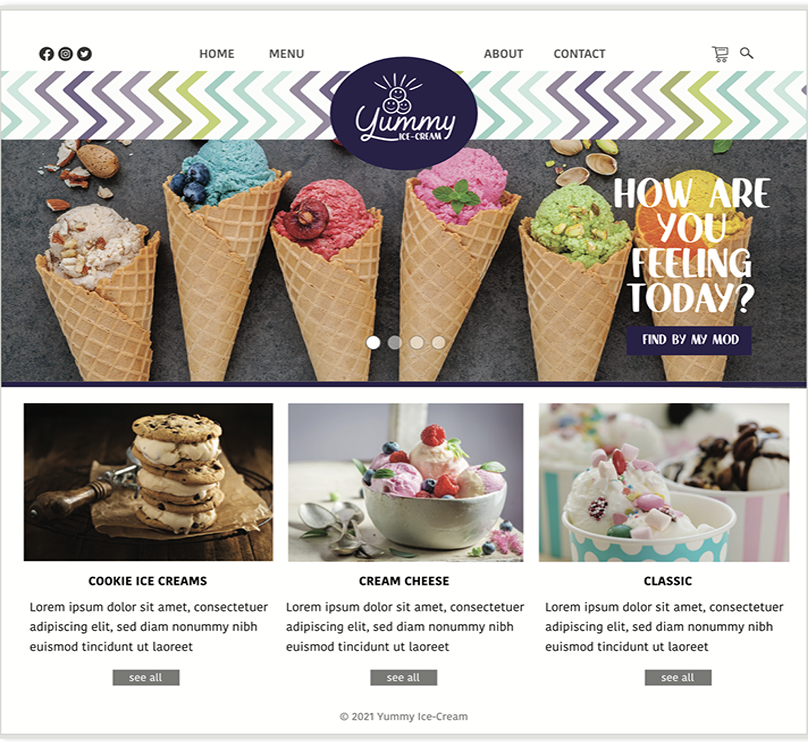 HOME MENU ABOUT CONTACT
Yummy
ICE-CREAM
HOW ARE
YOU
FEELING
TODAY?
FIND BY MY MOD
COOKIE ICE CREAMS
Lorem ipsum dolor sit amet, consectetuer
adipiscing elit, sed diam nonummy nibh
euismod tincidunt ut laoreet
see all
CREAM CHEESE
Lorem ipsum dolor sit amet, consectetuer
adipiscing elit, sed diam nonummy nibh
euismod tincidunt ut laoreet
see all
CLASSIC
Lorem ipsum dolor sit amet, consectetuer
adipiscing elit, sed diam nonummy nibh
euismod tincidunt ut laoreet
see all
© 2021 Yummy Ice-Cream